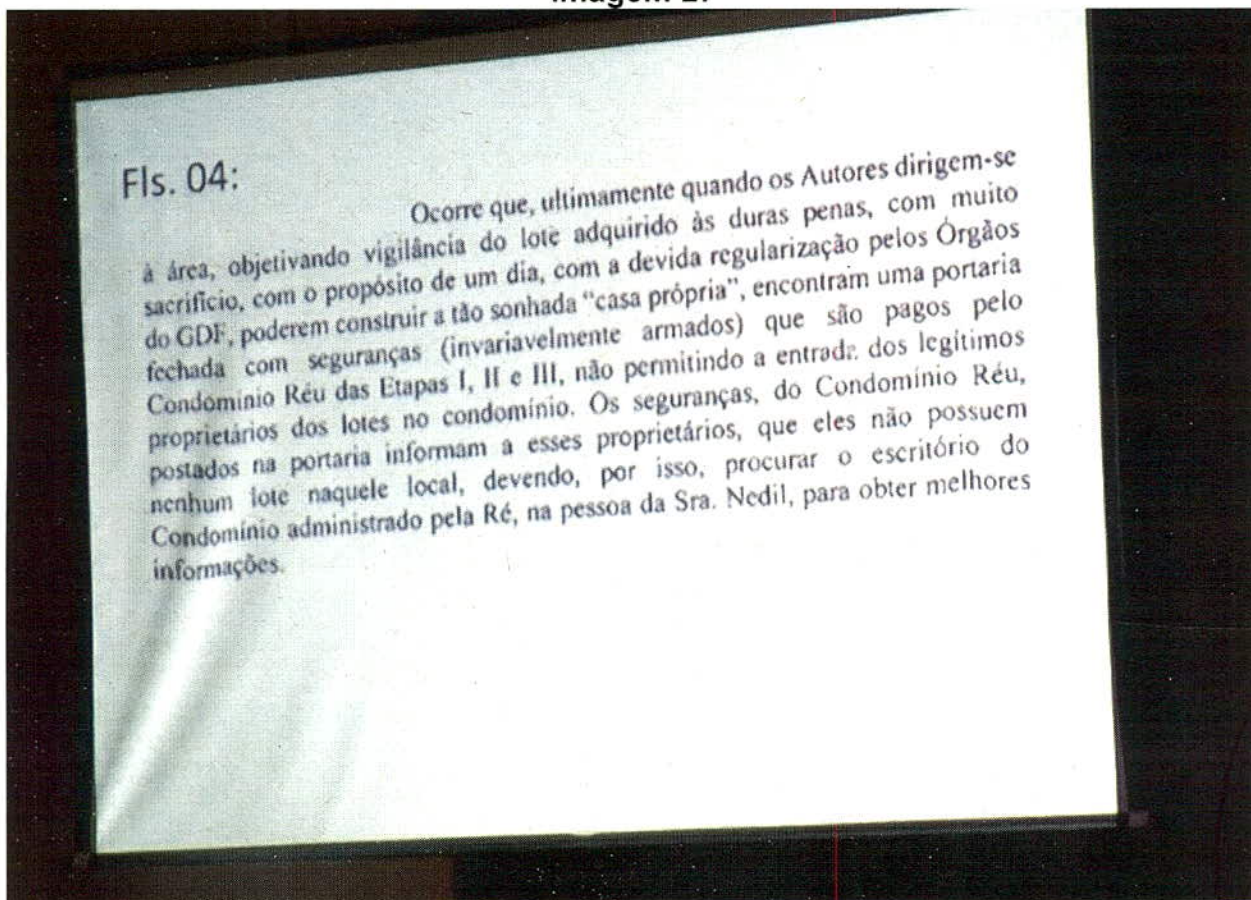 Fls. 04:
Ocorre que, ultimamente quando os Autores dirigem-se
à área, objetivando vigilância do lote adquirido às duras penas, com muito
sacrifício, com o propósito de um dia, com a devida regularização pelos Órgãos
do GDF, poderem construir a tão sonhada “casa própria”, encontram uma portaria
fechada com seguranças (invariavelmente armados) que são pagos pelo
Condomínio Réu das Etapas I, II e III, não permitindo a entrada dos legítimos
proprietários dos lotes no condomínio. Os seguranças, do Condomínio Réu,
postados na portaria informam a esses proprietários, que eles não possuem
nenhum lote naquele local, devendo, por isso, procurar o escritório do
Condomínio administrado pela Ré, na pessoa da Sra. Nedil, para obter melhores
informações.